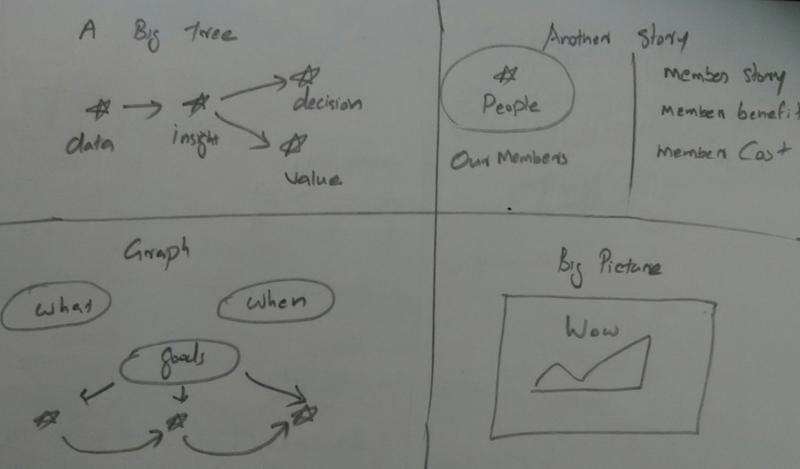 A Big Tree
data
insight
decision
value
Another Story
People
Our Members
Member Story
Member benefit
Member Cost
Graph
what
when
goals
Big Picture
Wow